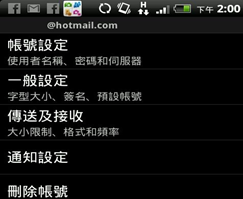 下午 2:00
@hotmail.com
帳號設定
使用者名稱、密碼和伺服器
一般設定
字型大小、簽名、預設帳號
傳送及接收
大小限制、格式和頻率
通知設定
刪除帳號